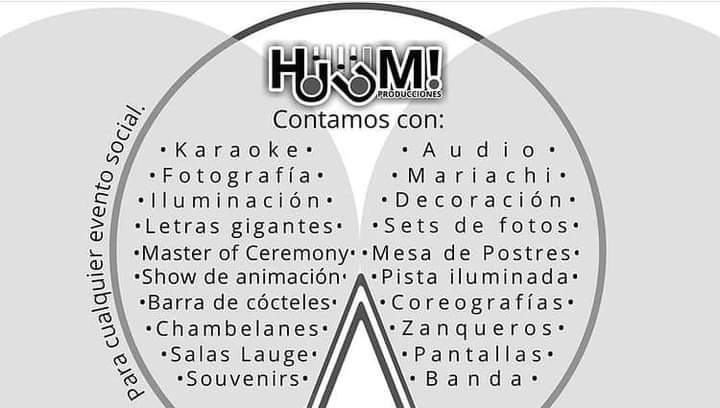 H
M!
PRODUCCIONES
Contamos con:
Para cualquier evento social.
•Karaoke•
•Fotografía•
•Iluminación•
•Letras gigantes•
•Master of Ceremony•
•Show de animación•
•Barra de cócteles•
•Chambelanes•
•Salas Lauge•
•Souvenirs•
•Audio•
•Mariachi•
•Decoración•
•Sets de fotos•
•Mesa de Postres•
•Pista iluminada•
•Coreografías•
•Zanqueros•
•Pantallas•
•Banda•